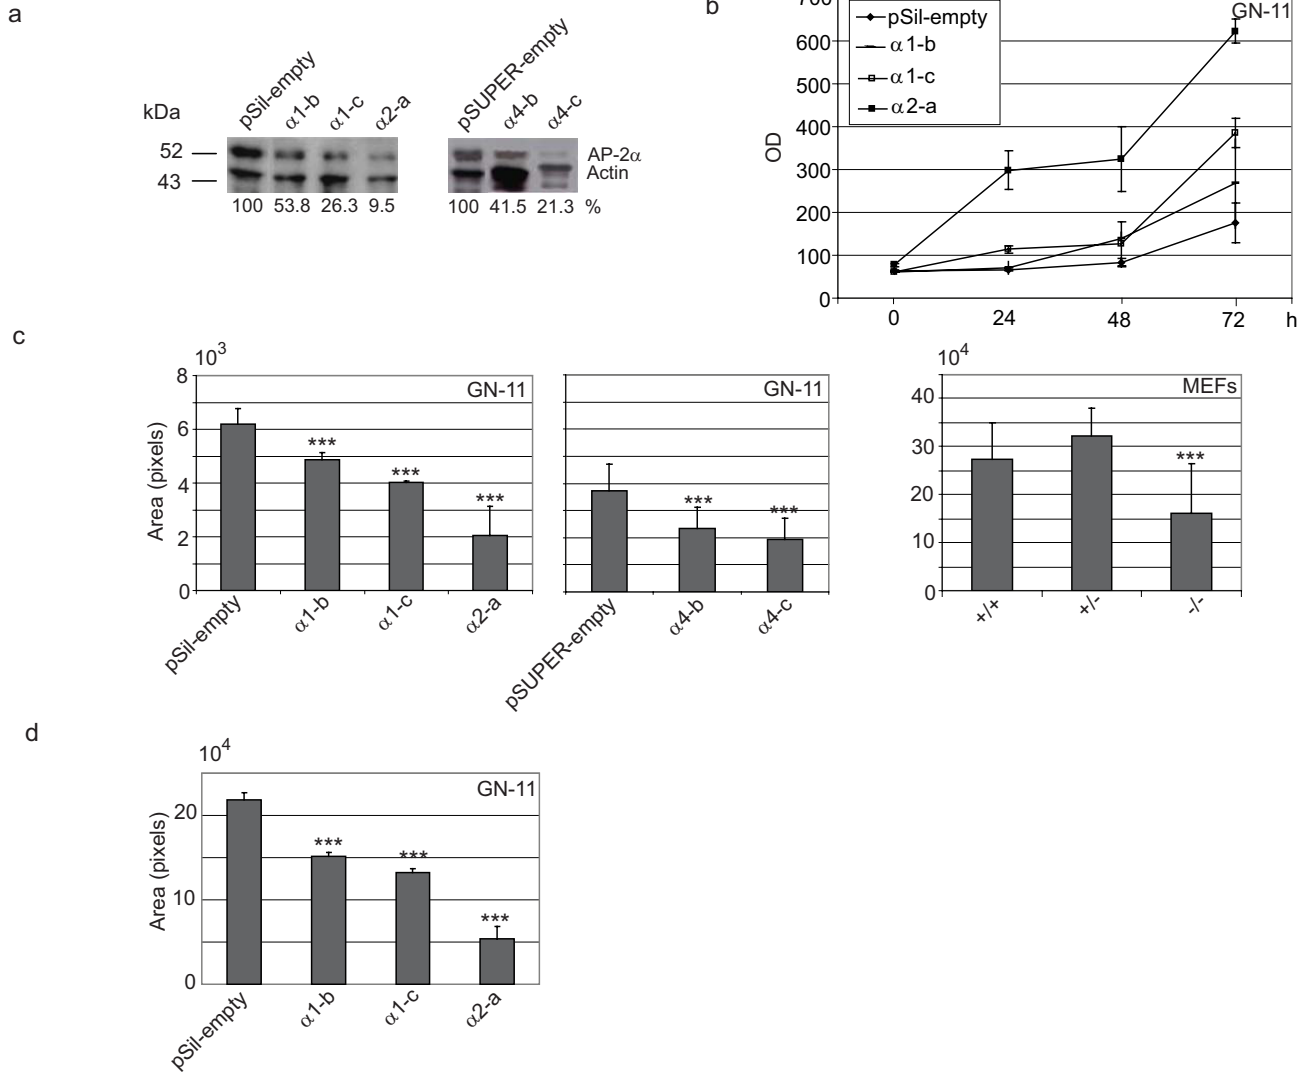 a
kDa
pSil-empty
α1-b
α1-c
α2-a
pSUPER-empty
α4-b
α4-c
52
43
AP-2α
Actin
100 53.8 26.3 9.5
100 41.5 21.3 %
b
GN-11
pSil-empty
α1-b
α1-c
α2-a
OD
700
600
500
400
300
200
100
0
0 24 48 72 h
c
10³
GN-11
Area (pixels)
8
6
4
2
0
***
***
***
pSil-empty
α1-b
α1-c
α2-a
GN-11
***
***
pSUPER-empty
α4-b
α4-c
10⁴
MEFs
40
30
20
10
0
***
+/+
+/-
-/-
d
10⁴
GN-11
Area (pixels)
20
10
0
***
***
***
pSil-empty
α1-b
α1-c
α2-a